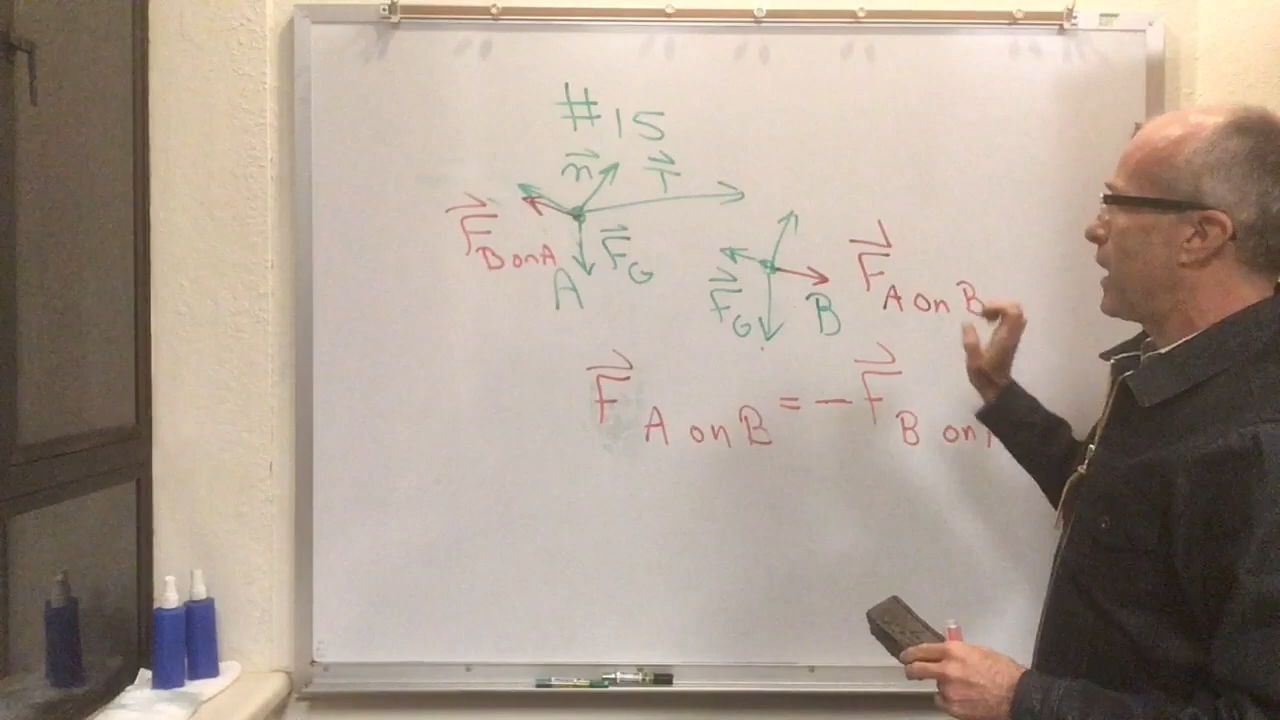 #15
n⃗ T⃗
F⃗ B on A
F⃗ G
A
F⃗ G
B
F⃗ A on B
F⃗ A on B = − F⃗ B on